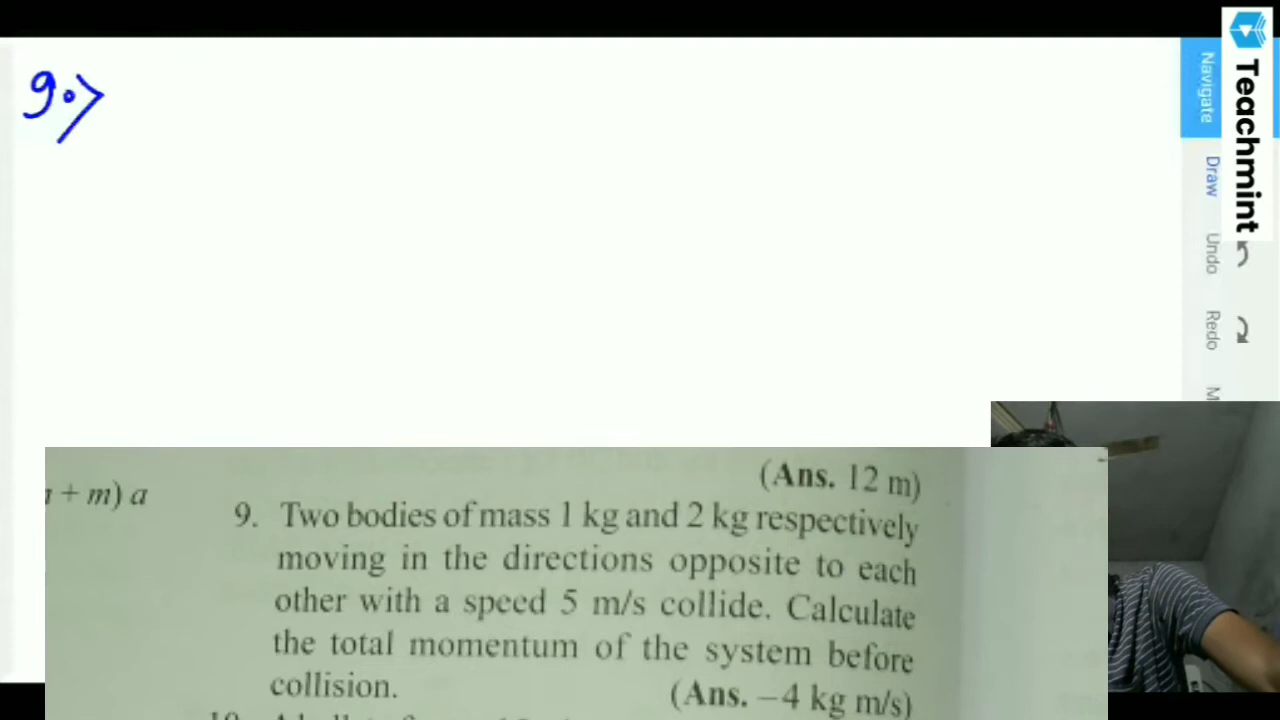 9.>
Teachmint
Navigate
Draw
Undo
Redo
M
+ m) a
(Ans. 12 m)
9. Two bodies of mass 1 kg and 2 kg respectively
moving in the directions opposite to each
other with a speed 5 m/s collide. Calculate
the total momentum of the system before
collision.
(Ans. −4 kg m/s)